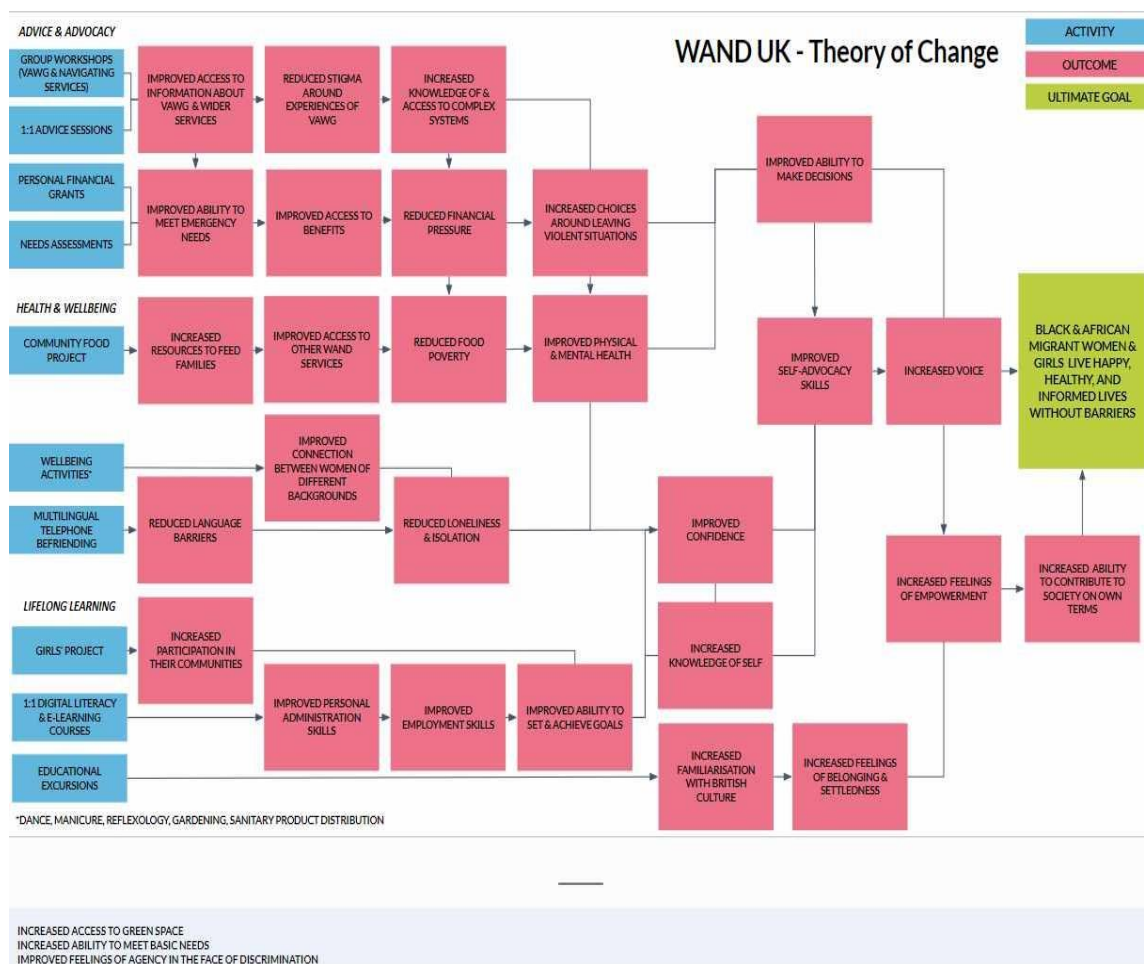 ADVICE & ADVOCACY
WAND UK - Theory of Change
ACTIVITY
OUTCOME
ULTIMATE GOAL
GROUP WORKSHOPS
(VAWG & NAVIGATING
SERVICES)
1:1 ADVICE SESSIONS
IMPROVED ACCESS TO
INFORMATION ABOUT
VAWG & WIDER
SERVICES
REDUCED STIGMA
AROUND
EXPERIENCES OF
VAWG
INCREASED
KNOWLEDGE OF &
ACCESS TO COMPLEX
SYSTEMS
PERSONAL FINANCIAL
GRANTS
NEEDS ASSESSMENTS
IMPROVED ABILITY TO
MEET EMERGENCY
NEEDS
IMPROVED ACCESS TO
BENEFITS
REDUCED FINANCIAL
PRESSURE
INCREASED CHOICES
AROUND LEAVING
VIOLENT SITUATIONS
IMPROVED ABILITY TO
MAKE DECISIONS
HEALTH & WELLBEING
COMMUNITY FOOD
PROJECT
INCREASED
RESOURCES TO FEED
FAMILIES
IMPROVED ACCESS TO
OTHER WAND
SERVICES
REDUCED FOOD
POVERTY
IMPROVED PHYSICAL
& MENTAL HEALTH
IMPROVED
SELF-ADVOCACY
SKILLS
INCREASED VOICE
BLACK & AFRICAN
MIGRANT WOMEN &
GIRLS LIVE HAPPY,
HEALTHY, AND
INFORMED LIVES
WITHOUT BARRIERS
WELLBEING
ACTIVITIES*
IMPROVED
CONNECTION
BETWEEN WOMEN OF
DIFFERENT
BACKGROUNDS
MULTILINGUAL
TELEPHONE
BEFRIENDING
REDUCED LANGUAGE
BARRIERS
REDUCED LONELINESS
& ISOLATION
IMPROVED
CONFIDENCE
INCREASED FEELINGS
OF EMPOWERMENT
INCREASED ABILITY
TO CONTRIBUTE TO
SOCIETY ON OWN
TERMS
LIFELONG LEARNING
GIRLS' PROJECT
INCREASED
PARTICIPATION IN
THEIR COMMUNITIES
INCREASED
KNOWLEDGE OF SELF
1:1 DIGITAL LITERACY
& E-LEARNING
COURSES
IMPROVED PERSONAL
ADMINISTRATION
SKILLS
IMPROVED
EMPLOYMENT SKILLS
IMPROVED ABILITY TO
SET & ACHIEVE GOALS
EDUCATIONAL
EXCURSIONS
INCREASED
FAMILIARISATION
WITH BRITISH
CULTURE
INCREASED FEELINGS
OF BELONGING &
SETTLEDNESS
*DANCE, MANICURE, REFLEXOLOGY, GARDENING, SANITARY PRODUCT DISTRIBUTION
INCREASED ACCESS TO GREEN SPACE
INCREASED ABILITY TO MEET BASIC NEEDS
IMPROVED FEELINGS OF AGENCY IN THE FACE OF DISCRIMINATION